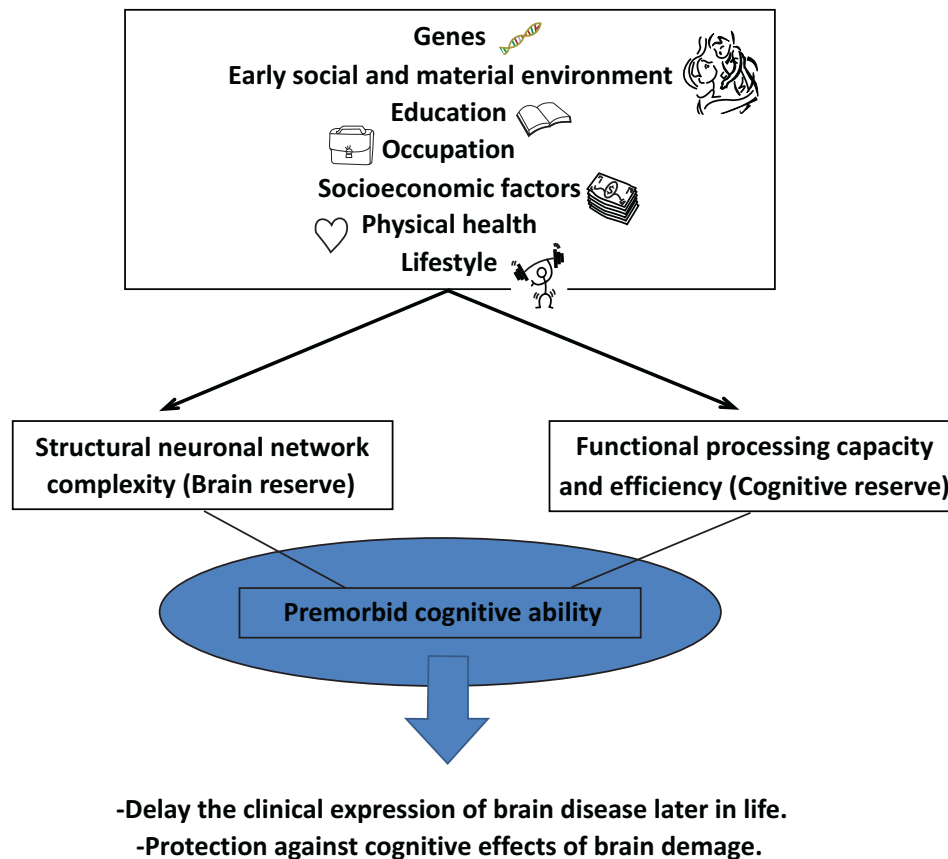 Genes
Early social and material environment
Education
Occupation
Socioeconomic factors
Physical health
Lifestyle
Structural neuronal network
complexity (Brain reserve)
Functional processing capacity
and efficiency (Cognitive reserve)
Premorbid cognitive ability
-Delay the clinical expression of brain disease later in life.
-Protection against cognitive effects of brain demage.